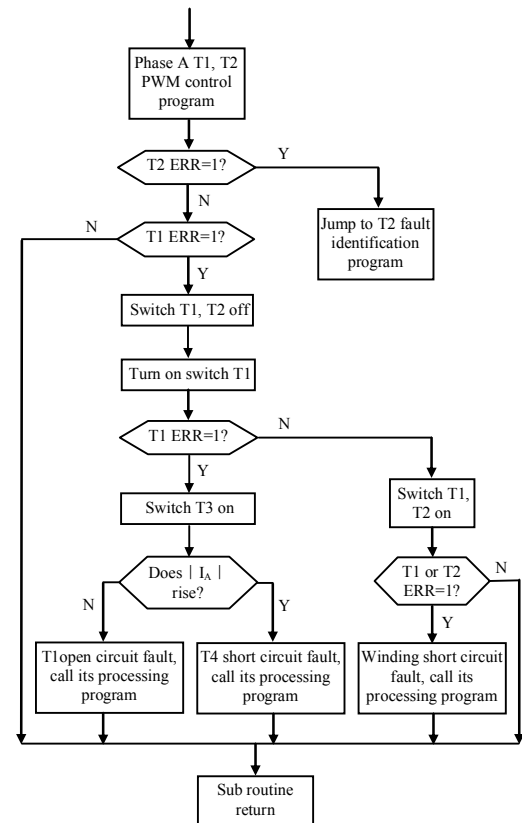 Phase A T1, T2
PWM control
program
T2 ERR=1?
Y
N
Jump to T2 fault
identification
program
N
T1 ERR=1?
Y
Switch T1, T2 off
Turn on switch T1
T1 ERR=1?
N
Y
Switch T3 on
Switch T1,
T2 on
Does | I_A |
rise?
N
Y
T1 or T2
ERR=1?
N
Y
T1open circuit fault,
call its processing
program
T4 short circuit fault,
call its processing
program
Winding short circuit
fault, call its
processing program
Sub routine
return